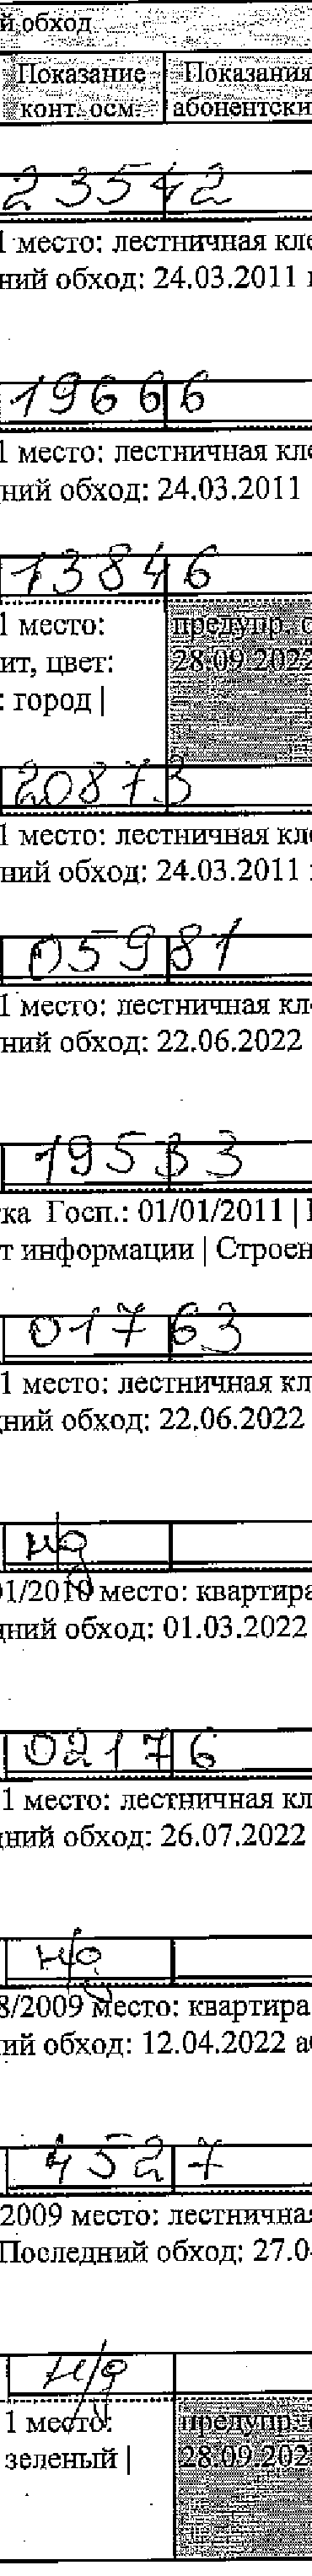 й обход
Показание Показания
конт. осм. абонентски
23542
1 место: лестничная кле
ний обход: 24.03.2011
19666
1 место: лестничная кле
ний обход: 24.03.2011
13846
1 место: предупр.
ит, цвет: 28.09.2022
: город |
20873
1 место: лестничная кле
ний обход: 24.03.2011
05981
1 место: лестничная кл
ний обход: 22.06.2022
19533
ка Госп.: 01/01/2011 |
т информации | Строен
01763
1 место: лестничная кл
ний обход: 22.06.2022
н/д
01/2010 место: квартира
ний обход: 01.03.2022
02176
1 место: лестничная кл
ний обход: 26.07.2022
н/д
8/2009 место: квартира
ий обход: 12.04.2022 а
4527
2009 место: лестнична
Последний обход: 27.0
н/д
1 место: предупр.
зеленый | 28.09.202